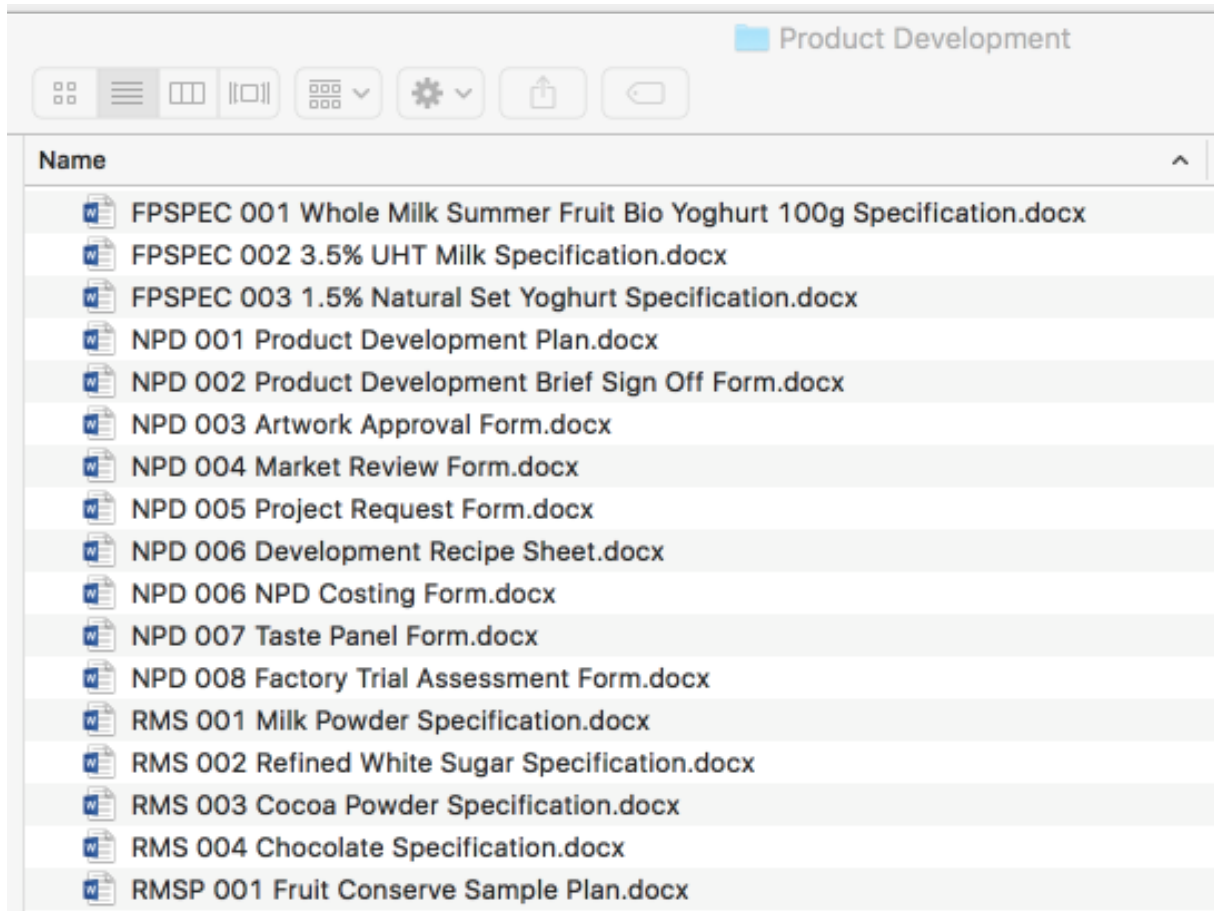 Product Development
Name
FPSPEC 001 Whole Milk Summer Fruit Bio Yoghurt 100g Specification.docx
FPSPEC 002 3.5% UHT Milk Specification.docx
FPSPEC 003 1.5% Natural Set Yoghurt Specification.docx
NPD 001 Product Development Plan.docx
NPD 002 Product Development Brief Sign Off Form.docx
NPD 003 Artwork Approval Form.docx
NPD 004 Market Review Form.docx
NPD 005 Project Request Form.docx
NPD 006 Development Recipe Sheet.docx
NPD 006 NPD Costing Form.docx
NPD 007 Taste Panel Form.docx
NPD 008 Factory Trial Assessment Form.docx
RMS 001 Milk Powder Specification.docx
RMS 002 Refined White Sugar Specification.docx
RMS 003 Cocoa Powder Specification.docx
RMS 004 Chocolate Specification.docx
RMSP 001 Fruit Conserve Sample Plan.docx